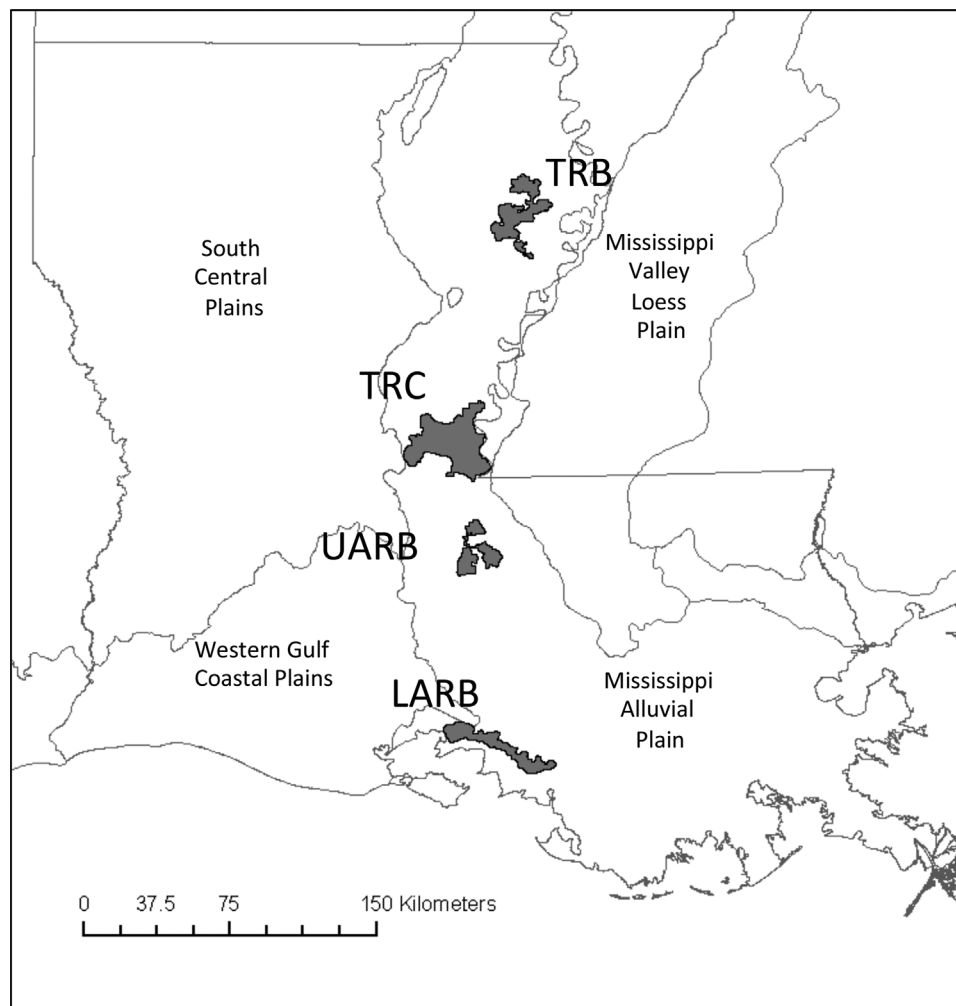 TRB
South
Central
Plains
Mississippi
Valley
Loess
Plain
TRC
UARB
Western Gulf
Coastal Plains
LARB
Mississippi
Alluvial
Plain
0 37.5 75 150 Kilometers